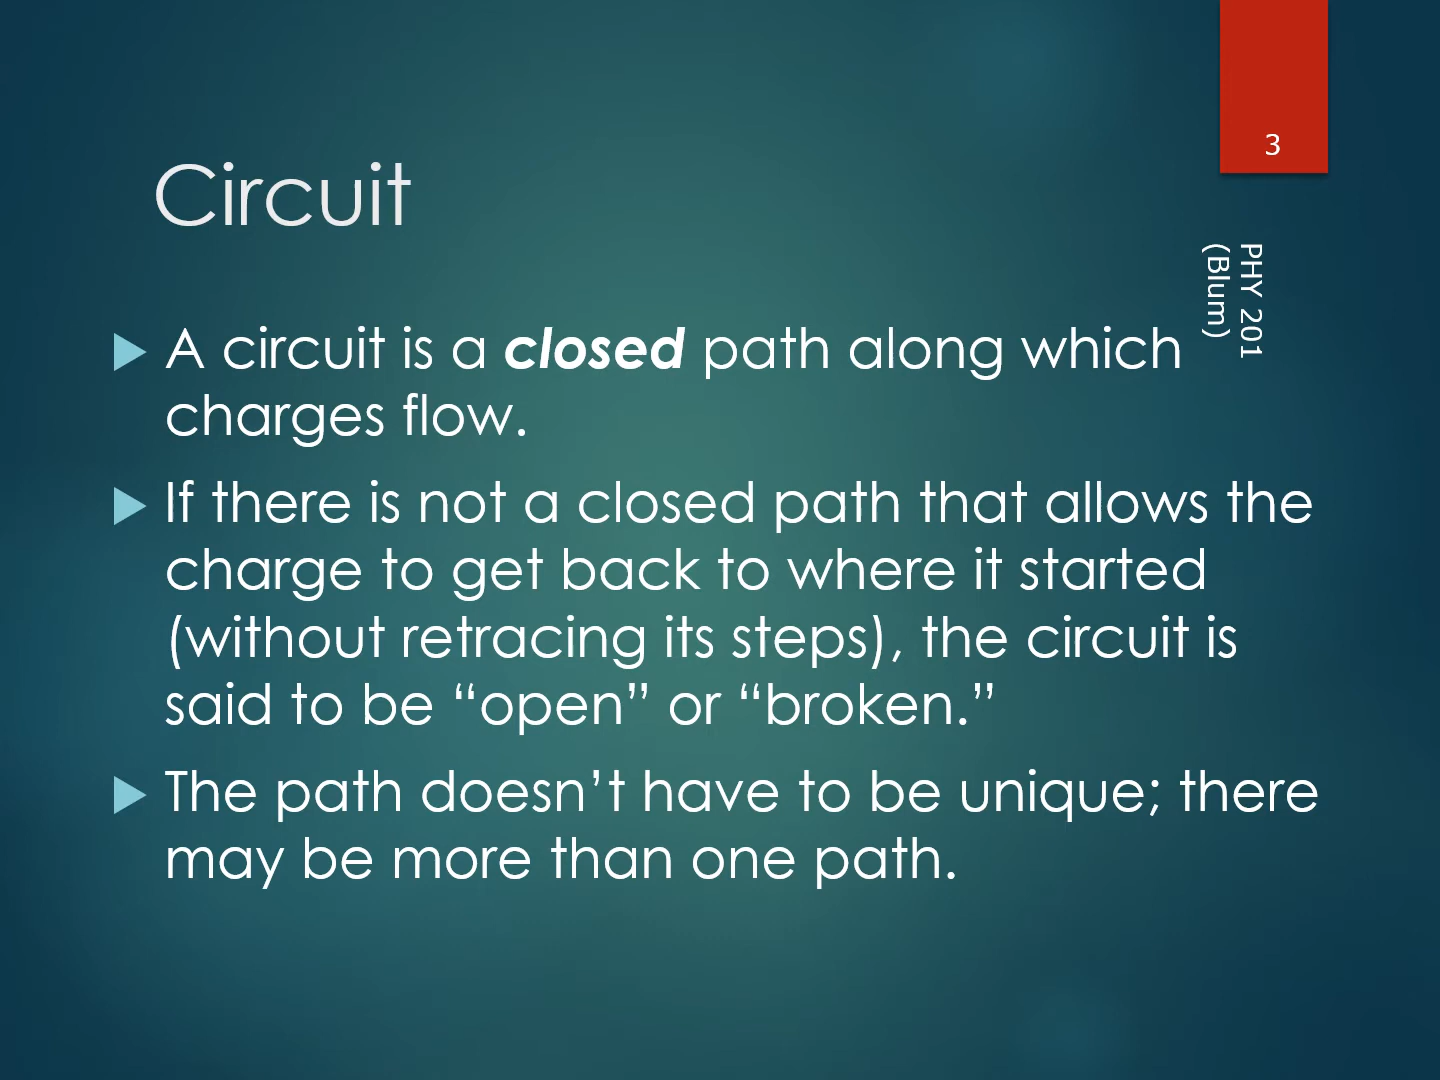 3
Circuit
PHY 201
(Blum)
A circuit is a closed path along which
charges flow.
If there is not a closed path that allows the
charge to get back to where it started
(without retracing its steps), the circuit is
said to be “open” or “broken.”
The path doesn’t have to be unique; there
may be more than one path.